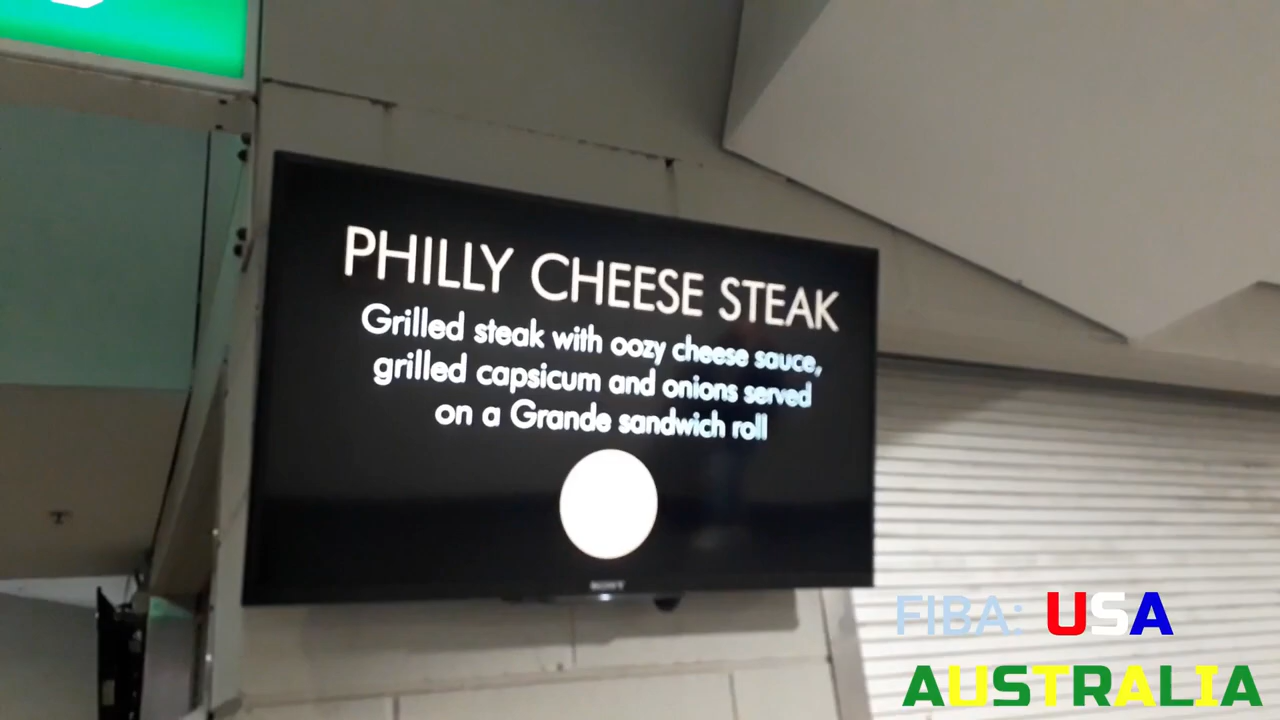 PHILLY CHEESE STEAK
Grilled steak with oozy cheese sauce,
grilled capsicum and onions served
on a Grande sandwich roll
SONY
FIBA: USA
AUSTRALIA